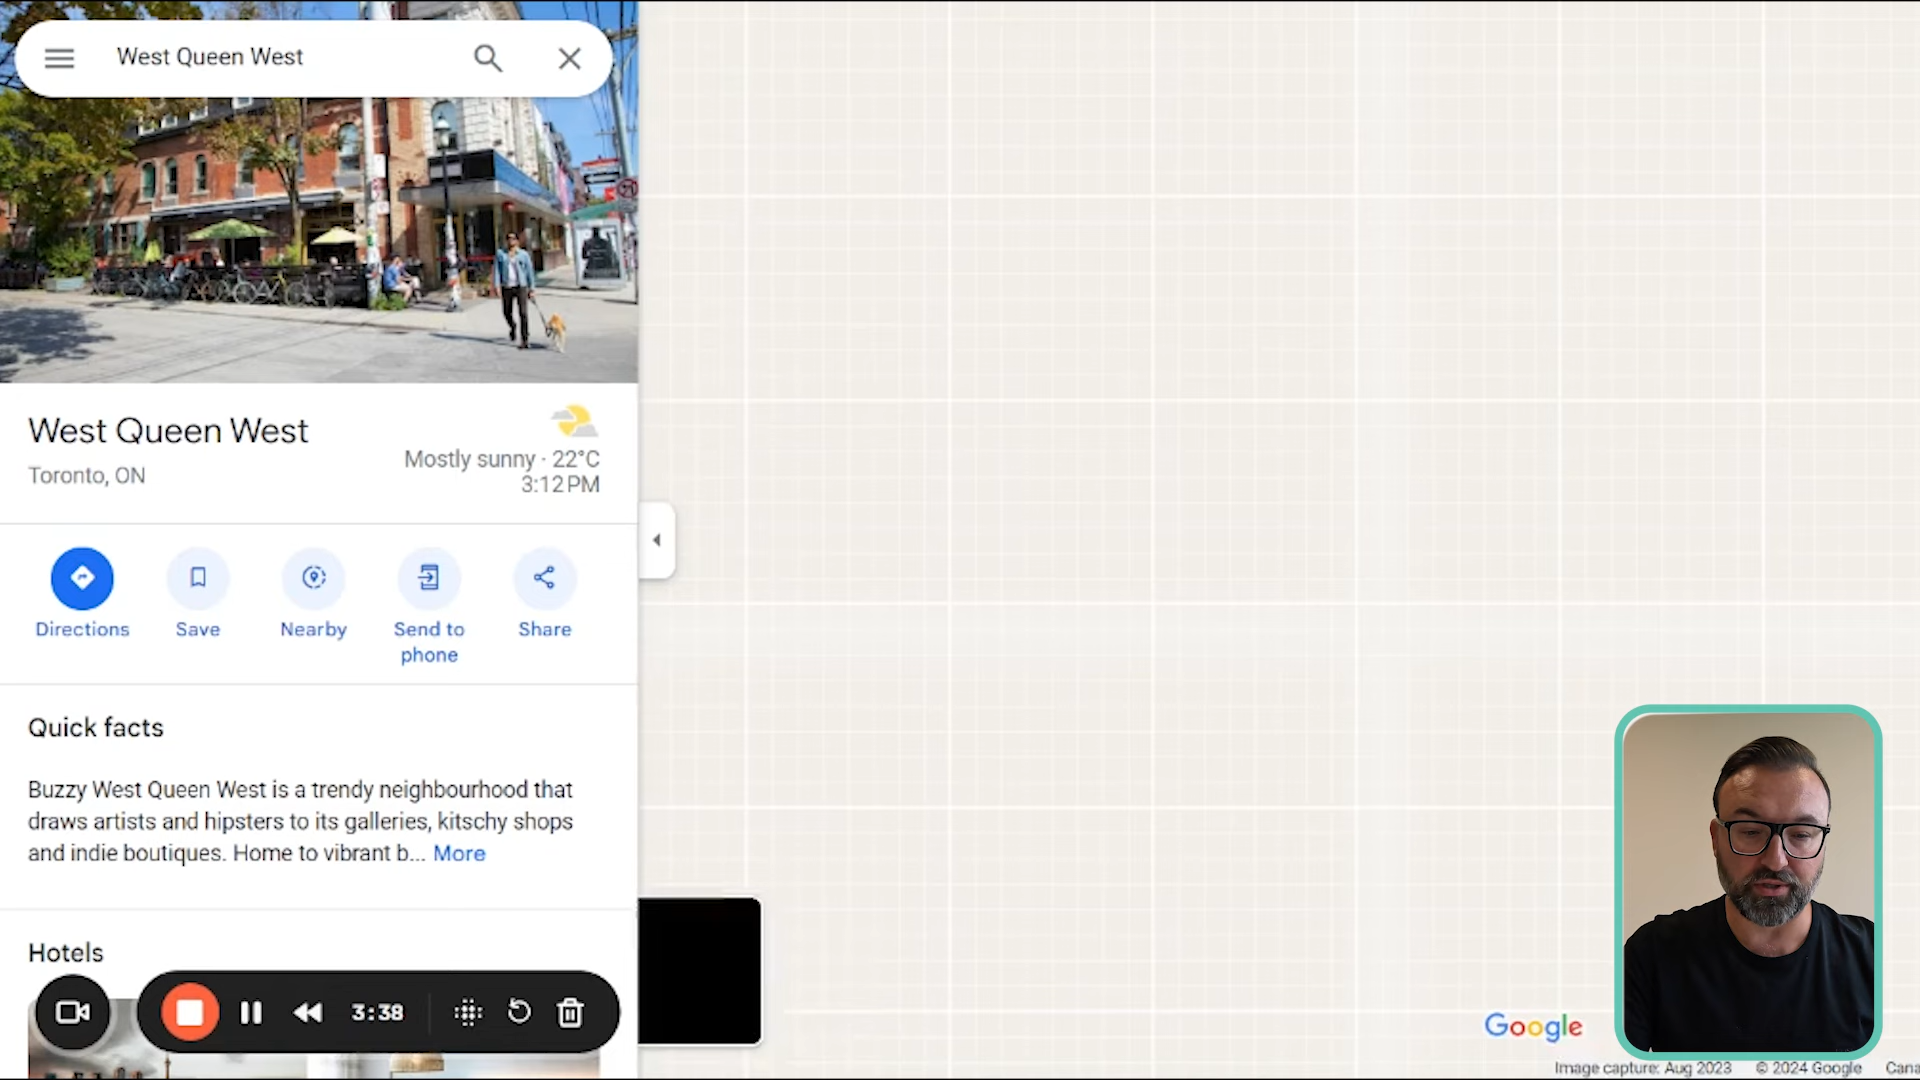 West Queen West
West Queen West
Toronto, ON
Mostly sunny · 22°C
3:12 PM
Directions
Save
Nearby
Send to
phone
Share
Quick facts
Buzzy West Queen West is a trendy neighbourhood that
draws artists and hipsters to its galleries, kitschy shops
and indie boutiques. Home to vibrant b... More
Hotels
3:38
Google
Image capture: Aug 2023 © 2024 Google Cana